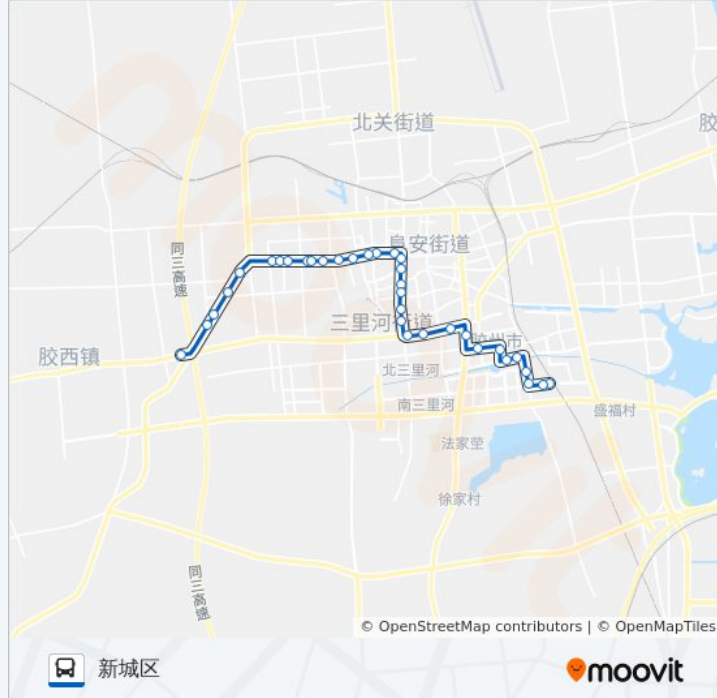 北关街道
胶
阜安街道
同三高速
三里河街道
胶州市
胶西镇
北三里河
南三里河
盛福村
法家茔
徐家村
同三高速
© OpenStreetMap contributors | © OpenMapTiles
新城区
moovit